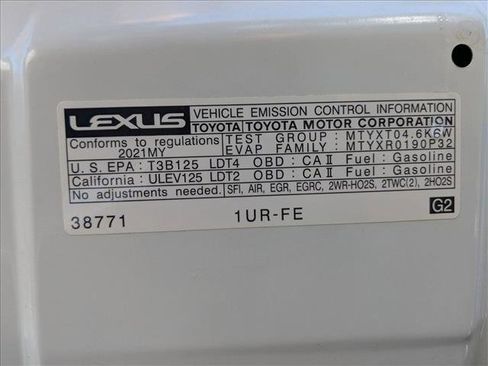 LEXUS
VEHICLE EMISSION CONTROL INFORMATION
TOYOTA TOYOTA MOTOR CORPORATION
Conforms to regulations
2021MY
TEST GROUP : MTYXT04.6K6W
EVAP FAMILY : MTYXR0190P32
U.S. EPA : T3B125 LDT4 OBD : CA II Fuel : Gasoline
California : ULEV125 LDT2 OBD : CA II Fuel : Gasoline
No adjustments needed. SFI, AIR, EGR, EGRC, 2WR-HO2S, 2TWC(2), 2HO2S
38771 1UR-FE G2